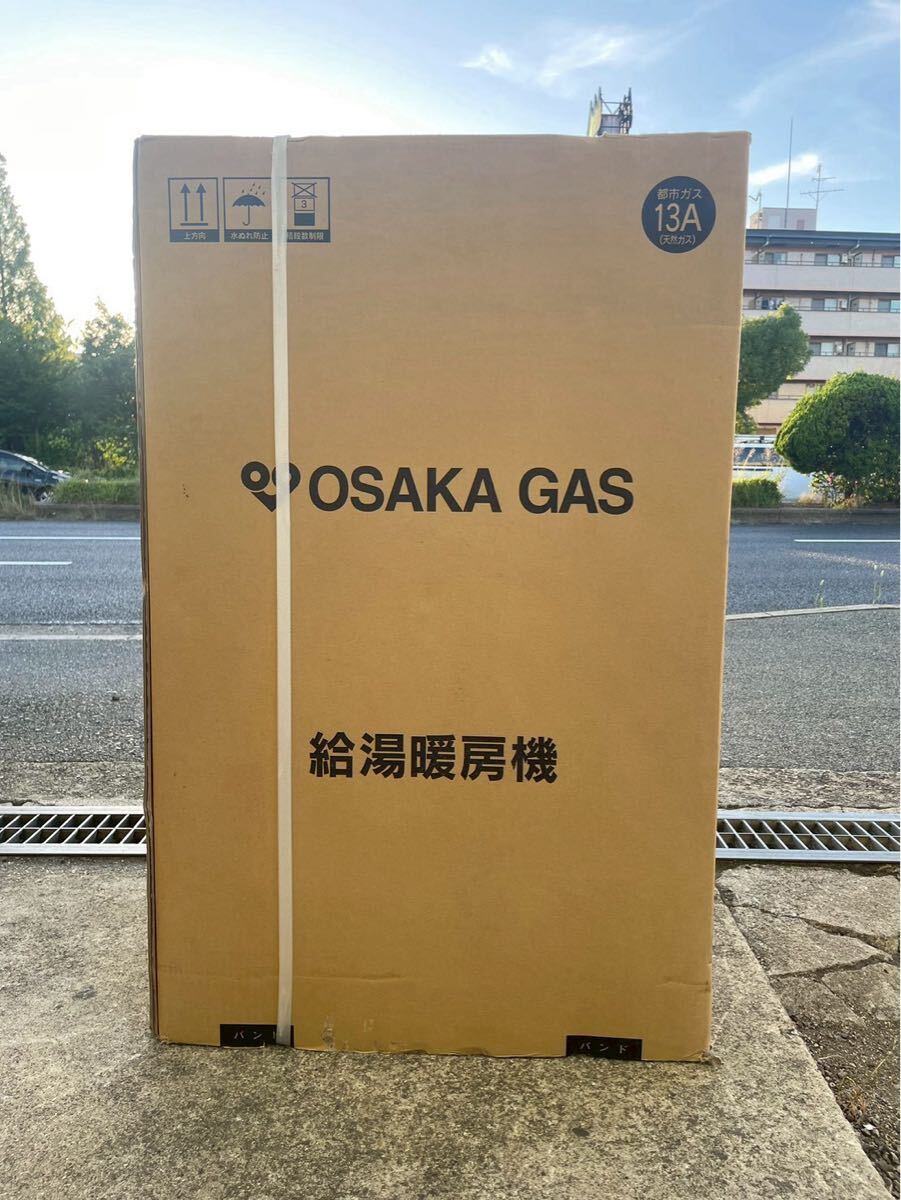 上方向
水ぬれ防止
3
積段数制限
都市ガス
13A
(天然ガス)
OSAKA GAS
給湯暖房機
バンド
バンド